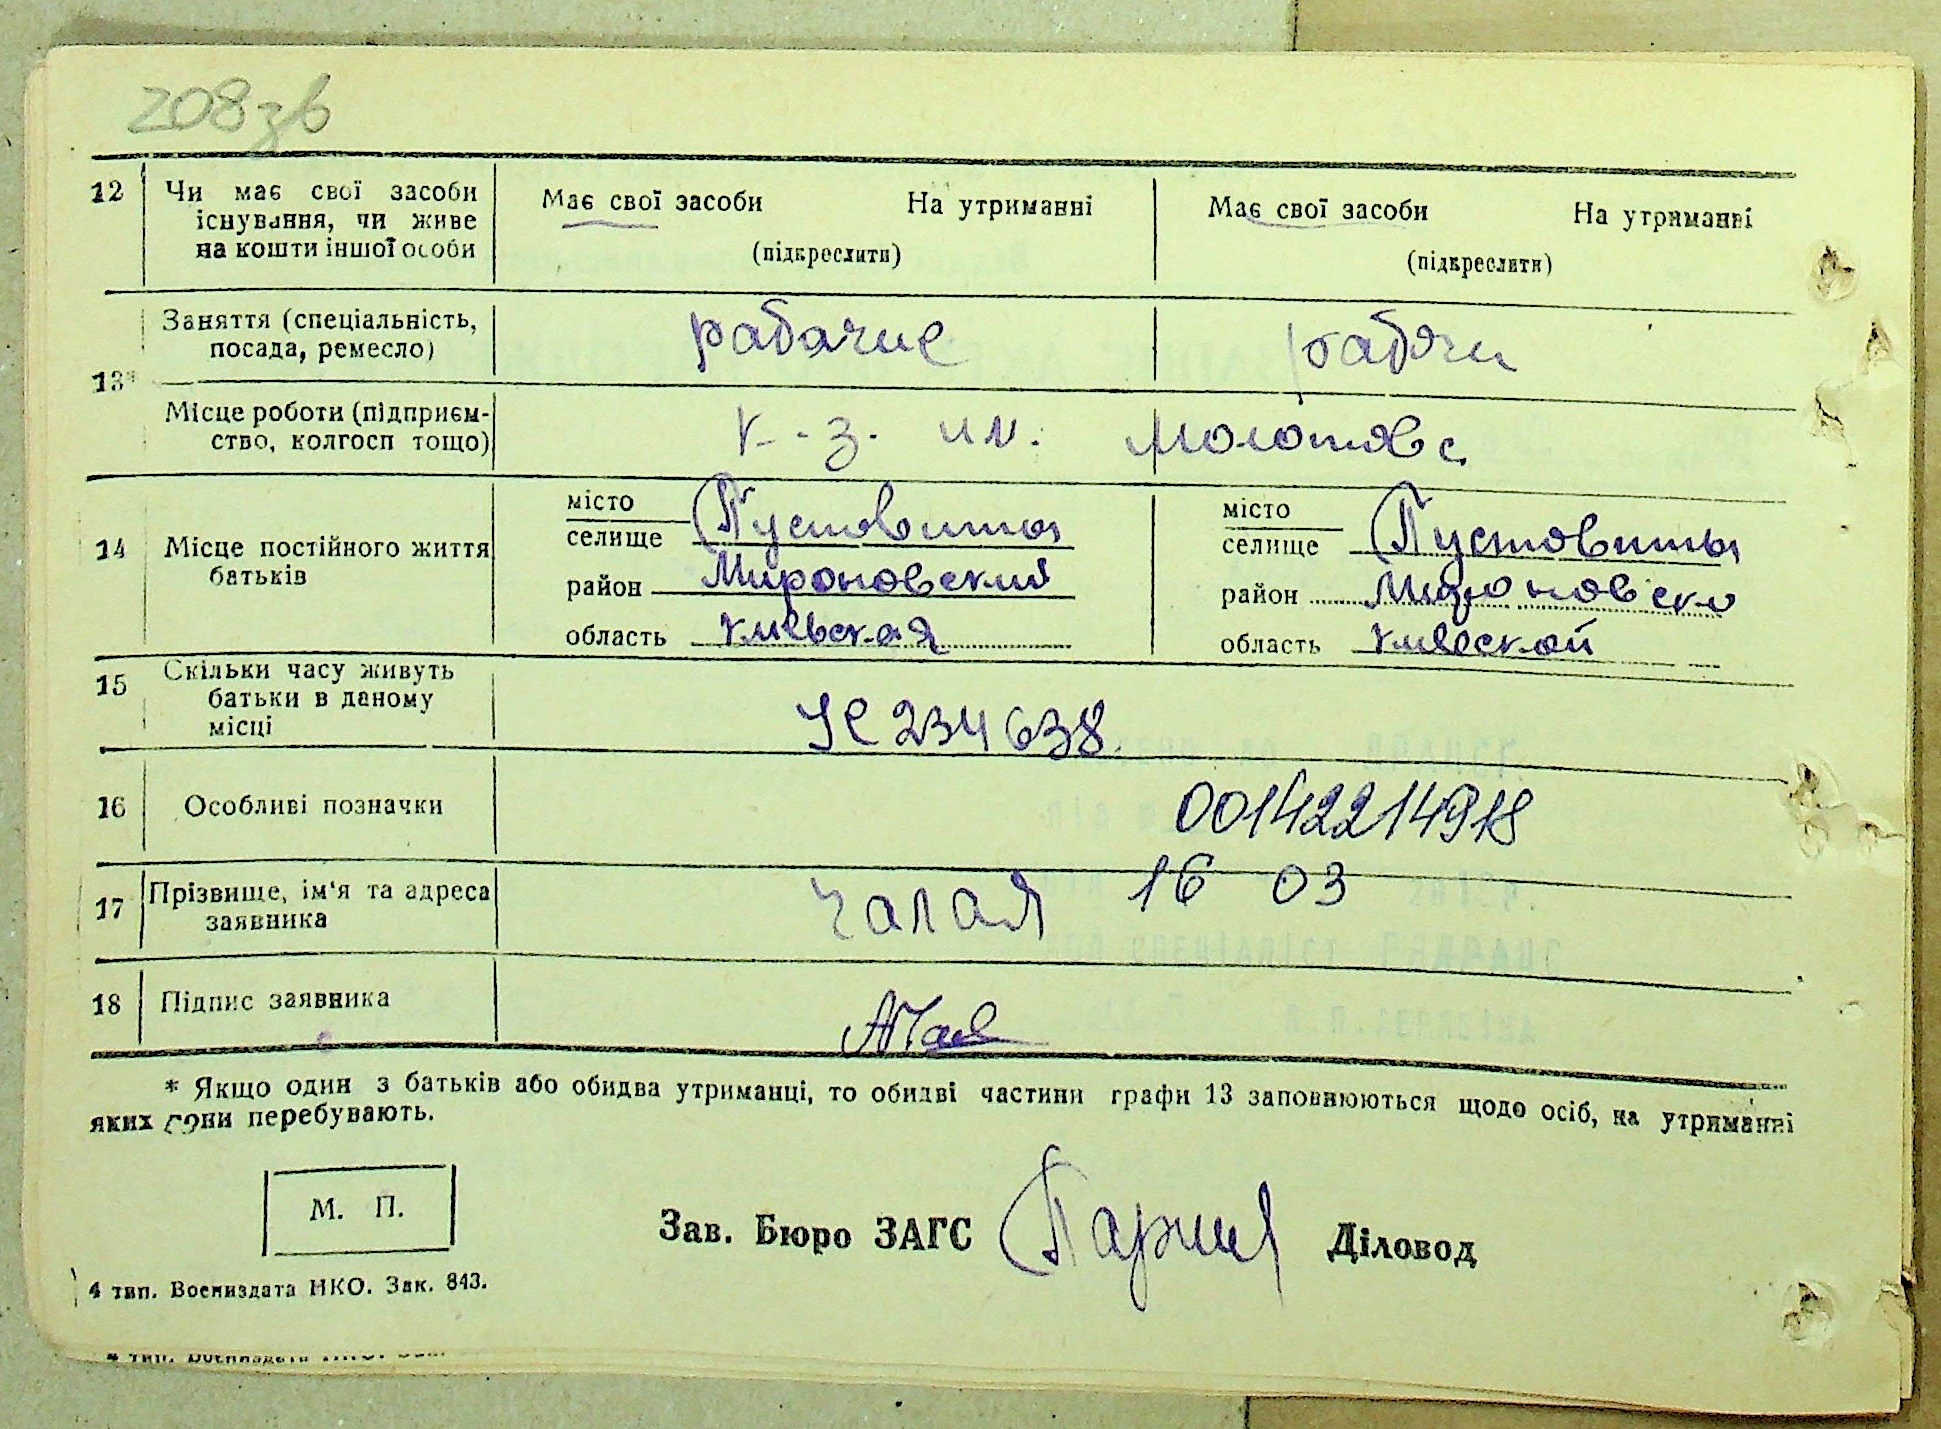 208зв
12 Чи має свої засоби існування, чи живе на кошти іншої особи
Має свої засоби На утриманні
(підкреслити)
Має свої засоби На утриманні
(підкреслити)
13*
Заняття (спеціальність, посада, ремесло)
рабочие рабочи
Місце роботи (підприєм-
ство, колгосп тощо)
к-з. им. Молотова
14 Місце постійного життя
батьків
місто
селище Пустовиты
район Мироновский
область Киевская
місто
селище Пустовиты
район Мироновско
область Киевской
15 Скільки часу живуть
батьки в даному
місці
УС 234638.
16 Особливі позначки
00142214918
17 Прізвище, ім'я та адреса
заявника
Чалая 16 03
18 Підпис заявника
* Якщо один з батьків або обидва утриманці, то обидві частини графи 13 заповнюються щодо осіб, на утриманні
яких вони перебувають.
М. П.
Зав. Бюро ЗАГС Діловод
4 тип. Воениздата НКО. Зак. 843.